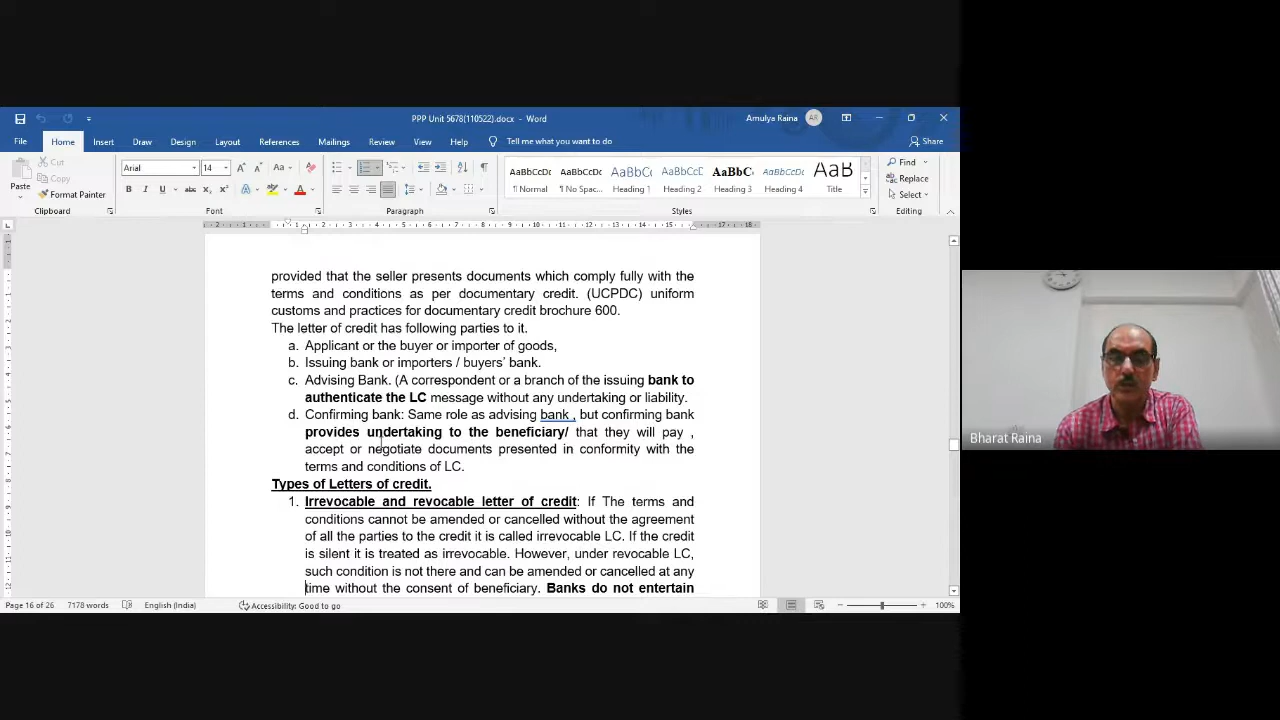 PPP Unit 5678(110522).docx - Word
Amulya Raina
AR
File Home Insert Draw Design Layout References Mailings Review View Help Tell me what you want to do Share
Paste
Cut
Copy
Format Painter
Clipboard
Arial 14
Font
Paragraph
AaBbCcDc AaBbCcDc AaBbC( AaBbCcD AaBbC AaBbCcDc AaB
¶ Normal ¶ No Spac... Heading 1 Heading 2 Heading 3 Heading 4 Title
Styles
Find
Replace
Select
Editing
provided that the seller presents documents which comply fully with the
terms and conditions as per documentary credit. (UCPDC) uniform
customs and practices for documentary credit brochure 600.
The letter of credit has following parties to it.
a. Applicant or the buyer or importer of goods,
b. Issuing bank or importers / buyers' bank.
c. Advising Bank. (A correspondent or a branch of the issuing bank to
authenticate the LC message without any undertaking or liability.
d. Confirming bank: Same role as advising bank , but confirming bank
provides undertaking to the beneficiary/ that they will pay ,
accept or negotiate documents presented in conformity with the
terms and conditions of LC.
Types of Letters of credit.
1. Irrevocable and revocable letter of credit: If The terms and
conditions cannot be amended or cancelled without the agreement
of all the parties to the credit it is called irrevocable LC. If the credit
is silent it is treated as irrevocable. However, under revocable LC,
such condition is not there and can be amended or cancelled at any
time without the consent of beneficiary. Banks do not entertain
Page 16 of 26 7178 words English (India) Accessibility: Good to go 100%
Bharat Raina